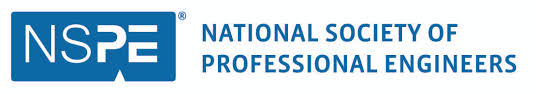 NSPE®
NATIONAL SOCIETY OF
PROFESSIONAL ENGINEERS